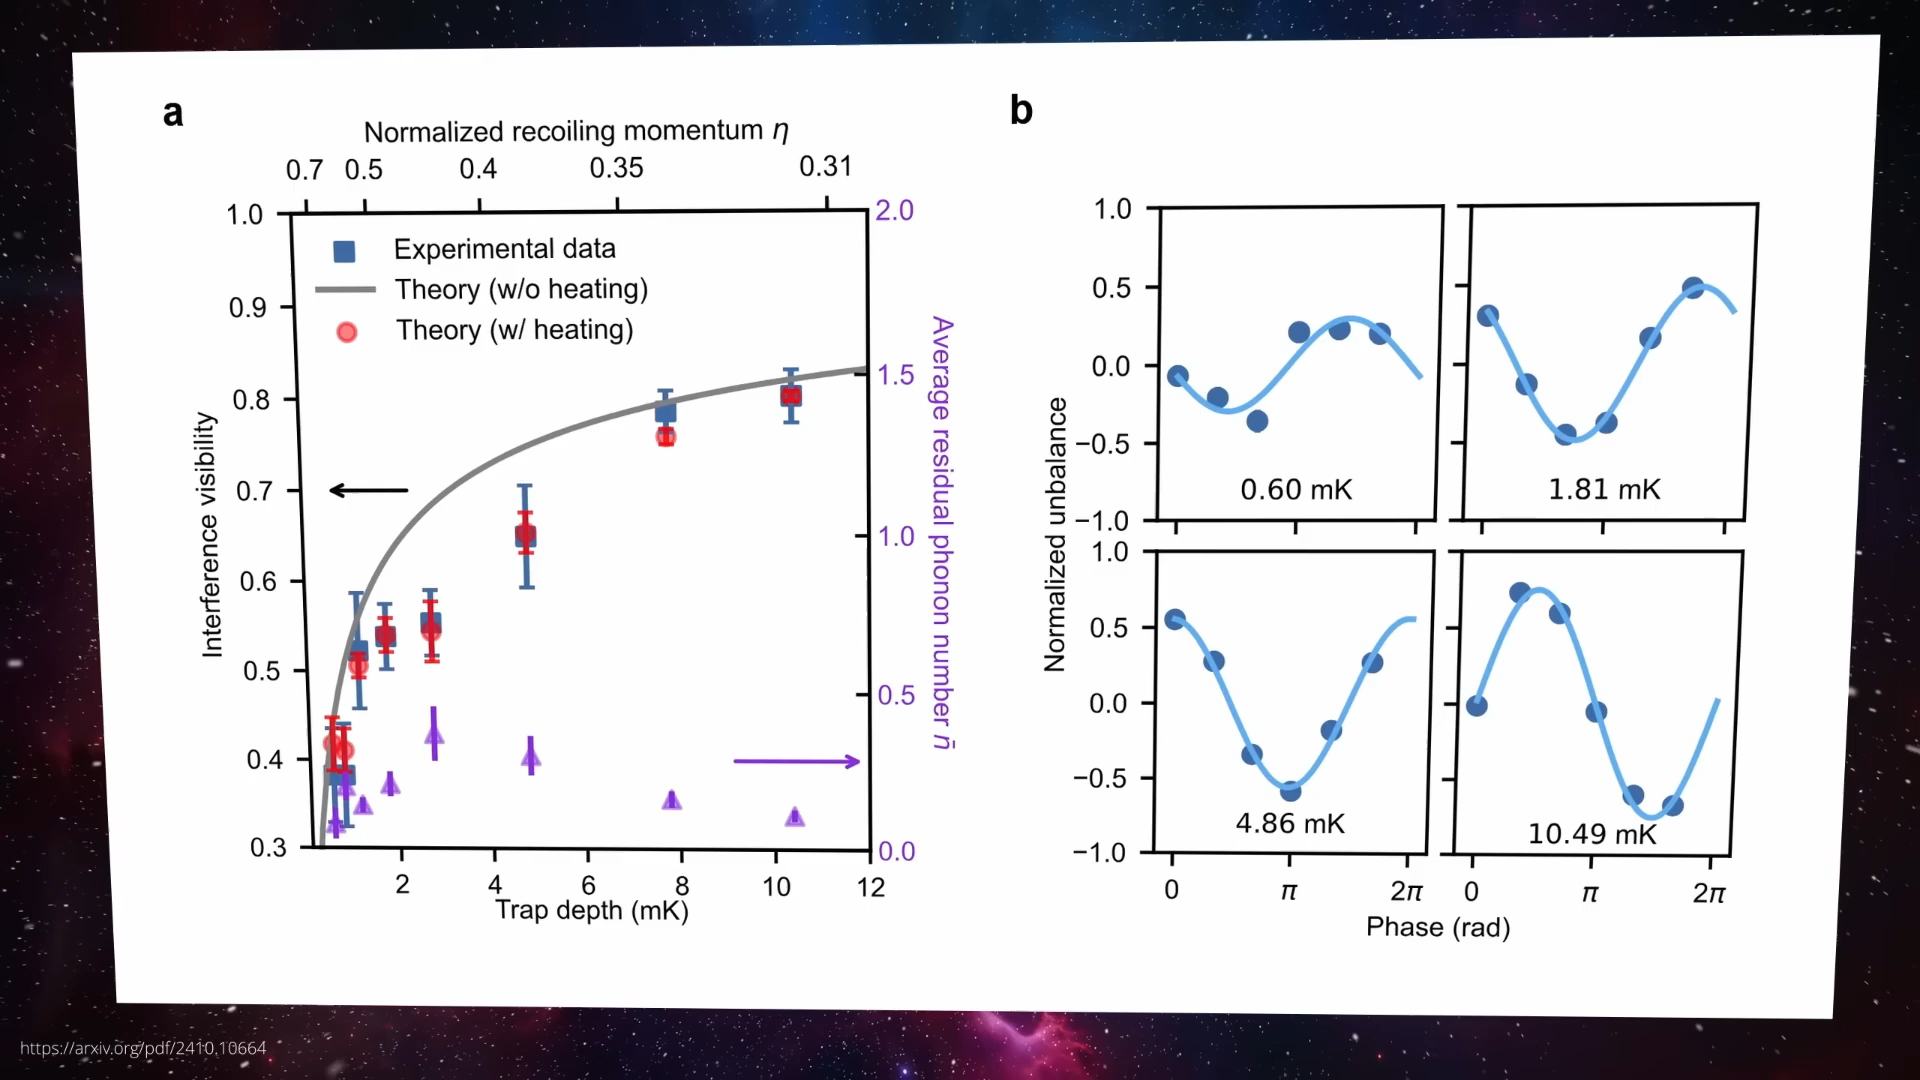 a
Normalized recoiling momentum η
0.7 0.5 0.4 0.35 0.31
1.0
0.9
0.8
0.7
0.6
0.5
0.4
0.3
Interference visibility
Experimental data
Theory (w/o heating)
Theory (w/ heating)
2.0
1.5
1.0
0.5
0.0
Average residual phonon number n̄
2 4 6 8 10 12
Trap depth (mK)
b
Normalized unbalance
1.0
0.5
0.0
−0.5
−1.0
0.60 mK
1.81 mK
1.0
0.5
0.0
−0.5
−1.0
4.86 mK
10.49 mK
0 π 2π 0 π 2π
Phase (rad)
https://arxiv.org/pdf/2410.10664